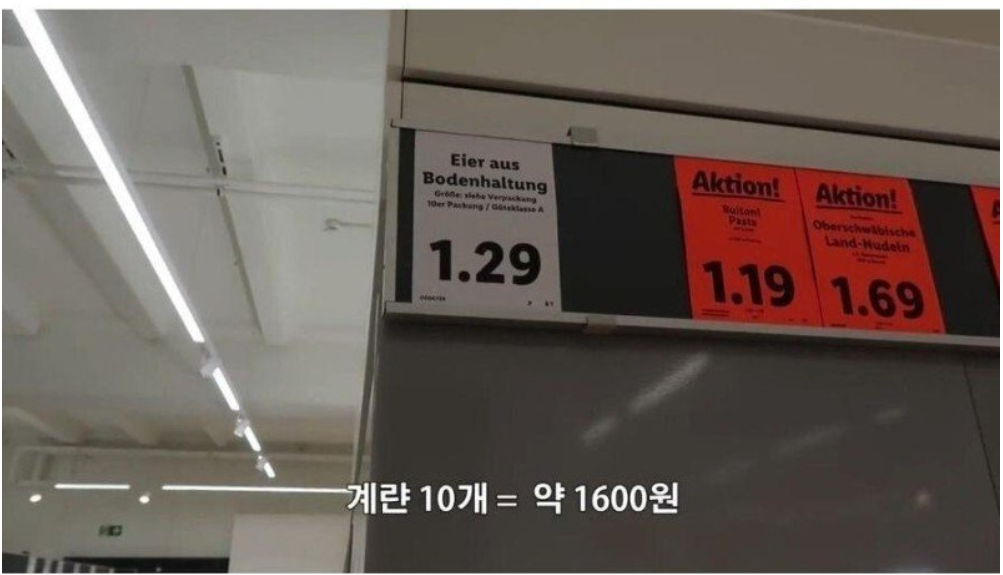 Eier aus
Bodenhaltung
Größe: siehe Verpackung
10er Packung / Güteklasse A
1.29
Aktion!
Buitoni
Pasta
1.19
Aktion!
Oberschwäbische
Land-Nudeln
1.69
계란 10개 = 약 1600원